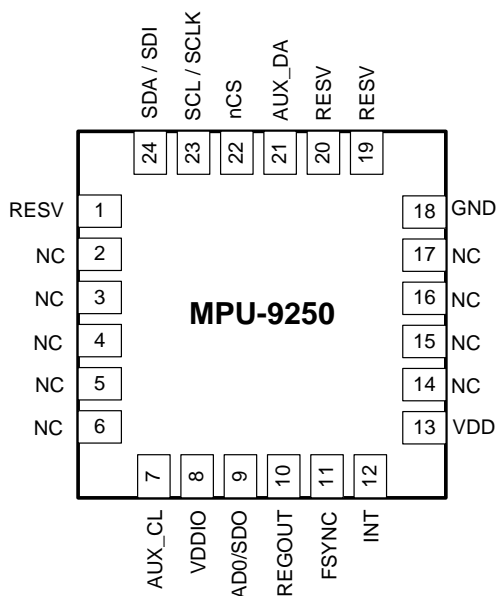 SDA / SDI
SCL / SCLK
nCS
AUX_DA
RESV
RESV
24
23
22
21
20
19
RESV 1
NC 2
NC 3
NC 4
NC 5
NC 6
MPU-9250
18 GND
17 NC
16 NC
15 NC
14 NC
13 VDD
7
8
9
10
11
12
AUX_CL
VDDIO
AD0/SDO
REGOUT
FSYNC
INT